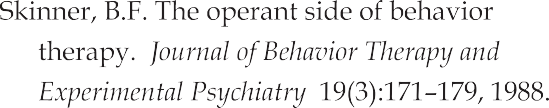 Skinner, B.F. The operant side of behavior
therapy. Journal of Behavior Therapy and
Experimental Psychiatry 19(3):171–179, 1988.